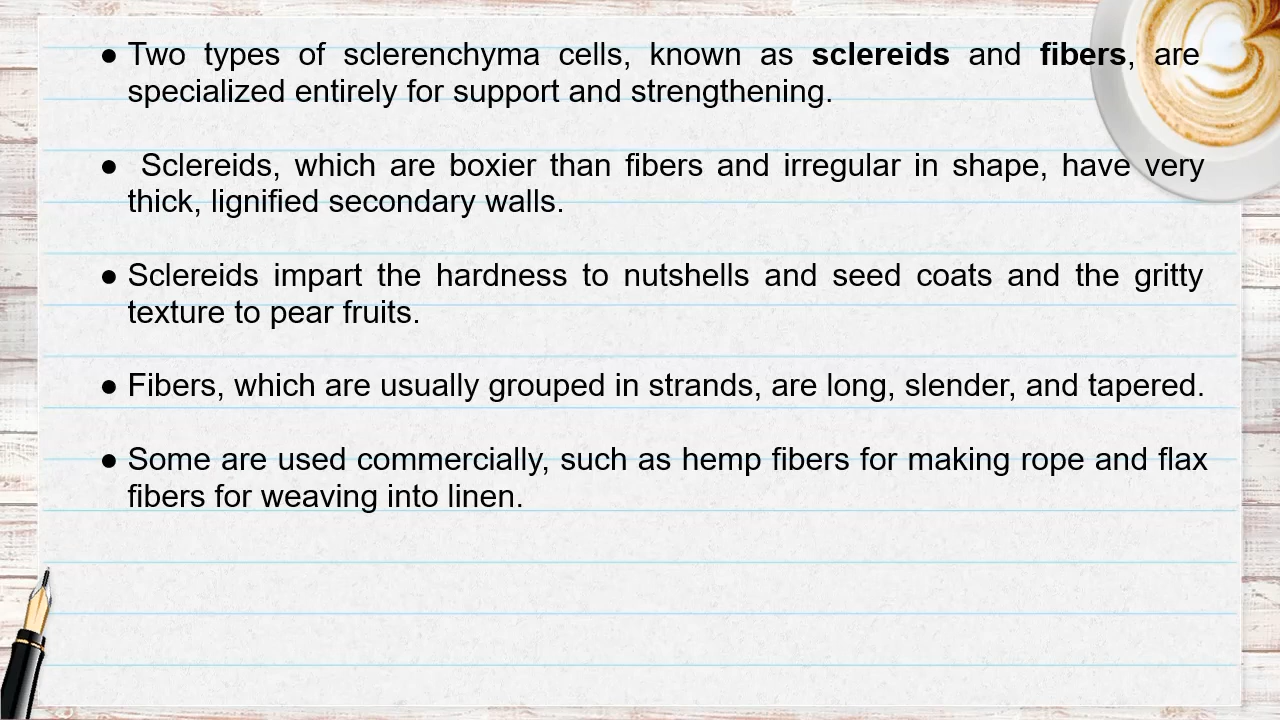 ● Two types of sclerenchyma cells, known as sclereids and fibers, are
specialized entirely for support and strengthening.
● Sclereids, which are boxier than fibers and irregular in shape, have very
thick, lignified secondary walls.
● Sclereids impart the hardness to nutshells and seed coats and the gritty
texture to pear fruits.
● Fibers, which are usually grouped in strands, are long, slender, and tapered.
● Some are used commercially, such as hemp fibers for making rope and flax
fibers for weaving into linen.